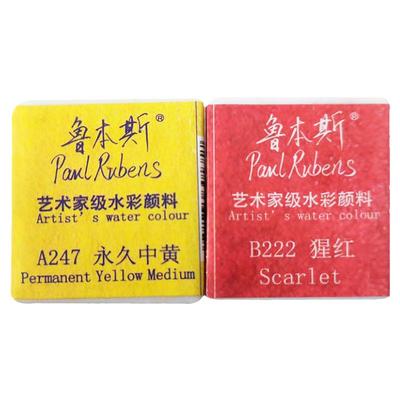 鲁本斯®
Paul Rubens
艺术家级水彩颜料
Artist's water colour
A247 永久中黄
Permanent Yellow Medium
鲁本斯®
Paul Rubens
艺术家级水彩颜料
Artist's water colour
B222 猩红
Scarlet